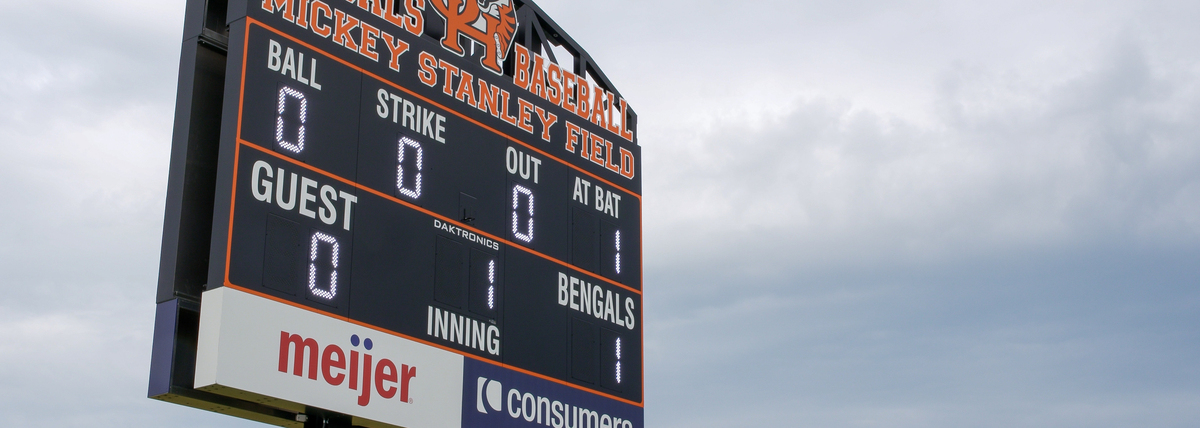 BASEBALL
MICKEY STANLEY FIELD
BALL STRIKE OUT AT BAT
0 0 0 1
GUEST DAKTRONICS BENGALS
0 1 1
INNING
meijer
consumers